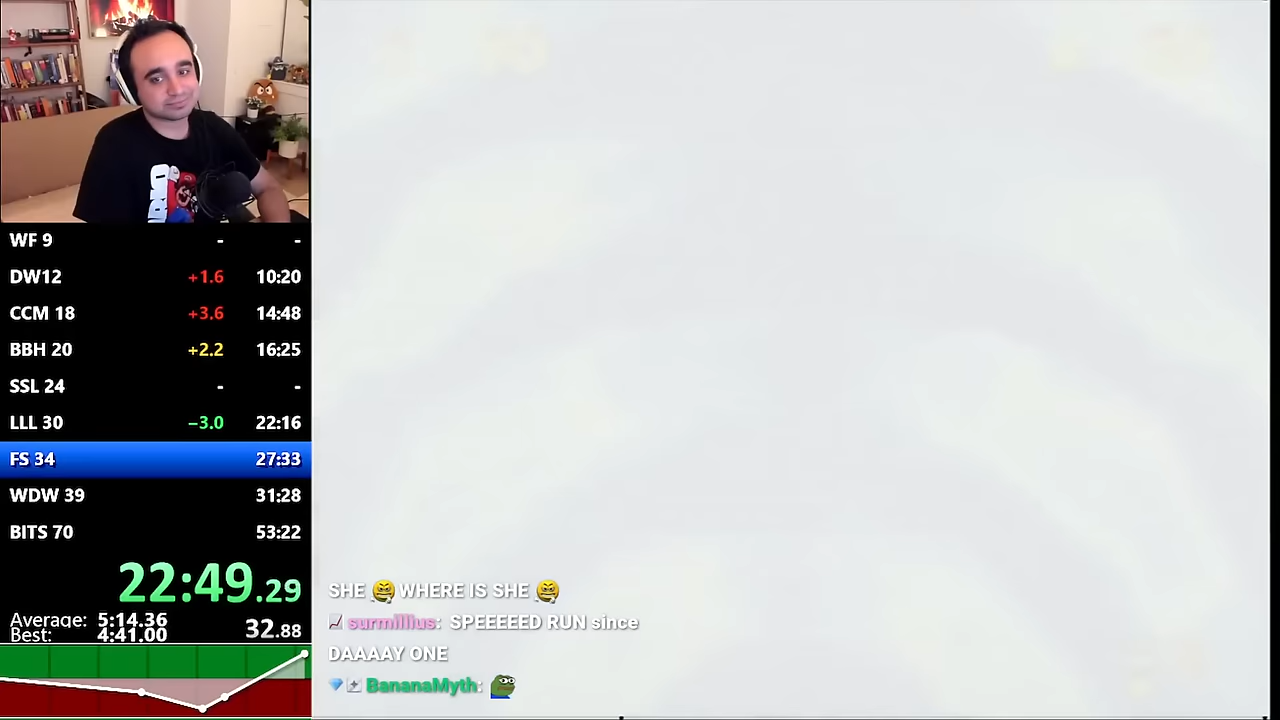 WF 9 - -
DW12 +1.6 10:20
CCM 18 +3.6 14:48
BBH 20 +2.2 16:25
SSL 24 - -
LLL 30 −3.0 22:16
FS 34 27:33
WDW 39 31:28
BITS 70 53:22
22:49.29
Average: 5:14.36
Best: 4:41.00 32.88
SHE WHERE IS SHE
surmillius: SPEEEEED RUN since
DAAAAY ONE
BananaMyth: